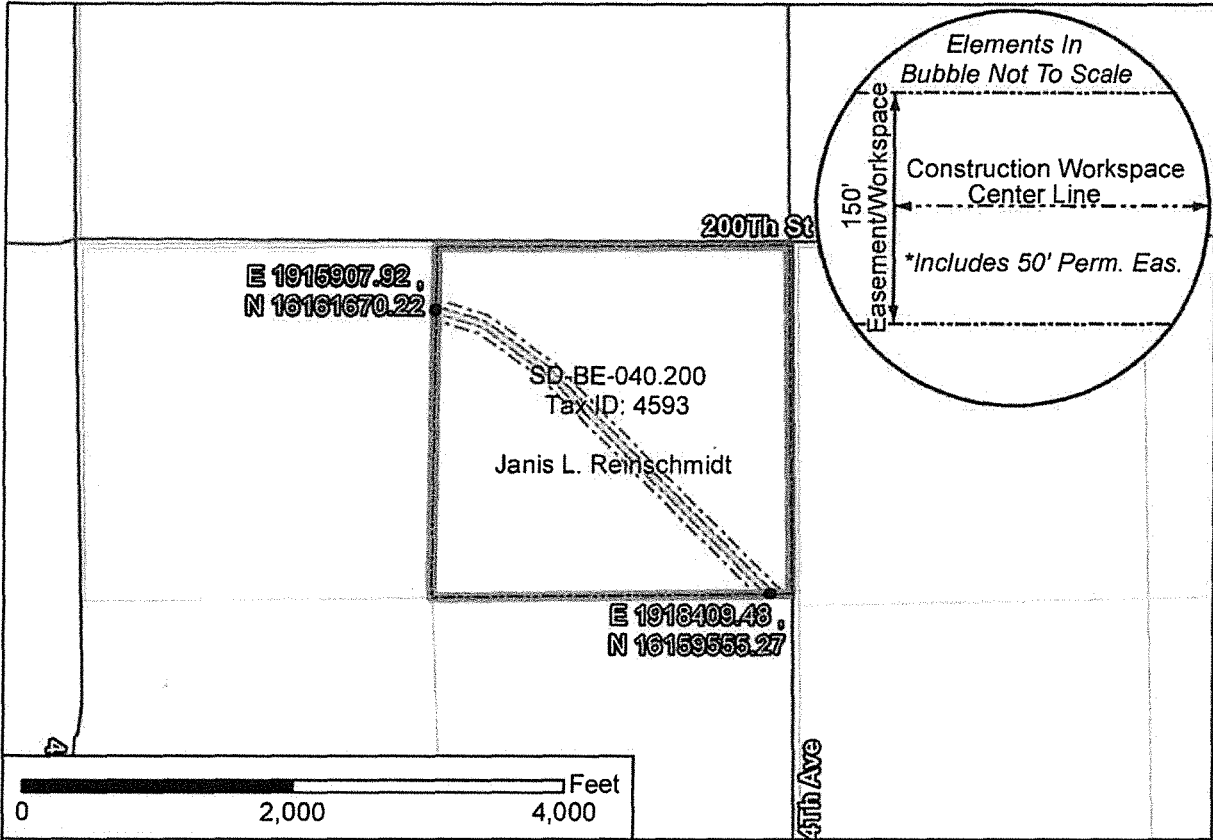 Elements In
Bubble Not To Scale
150'
Easement/Workspace
Construction Workspace
Center Line
*Includes 50' Perm. Eas.
200Th St
E 1915907.92 ,
N 16161670.22
SD-BE-040.200
Tax ID: 4593
Janis L. Reinschmidt
E 1918409.48 ,
N 16159555.27
4Th Ave
Feet
0 2,000 4,000